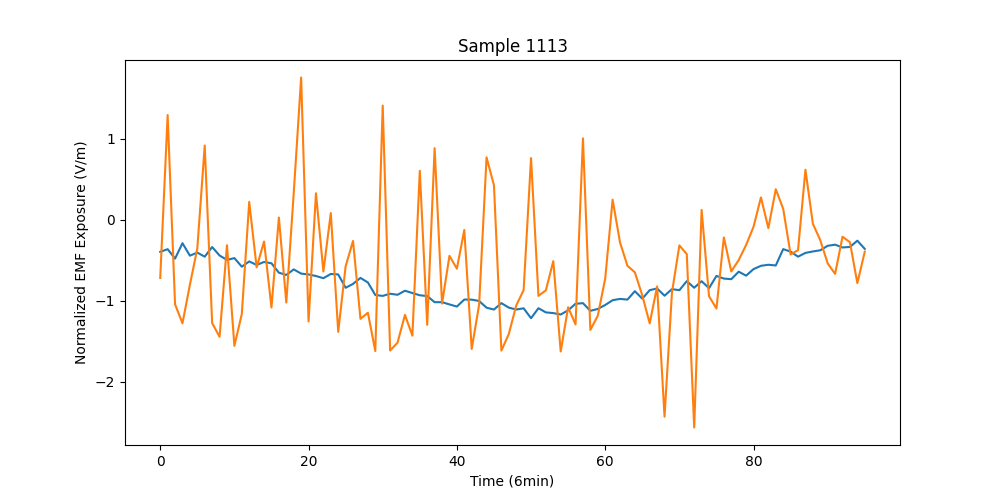 Sample 1113
Normalized EMF Exposure (V/m)
1
0
−1
−2
0 20 40 60 80
Time (6min)